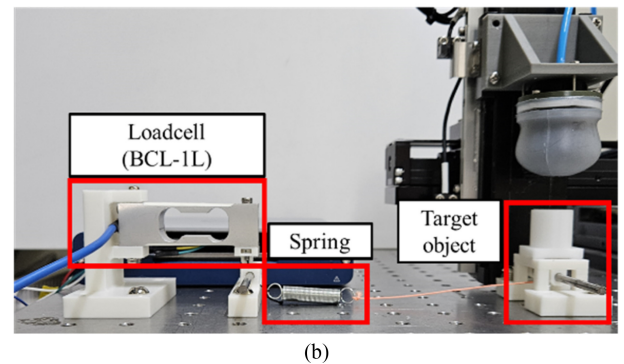 Loadcell
(BCL-1L)
Spring
Target
object
(b)